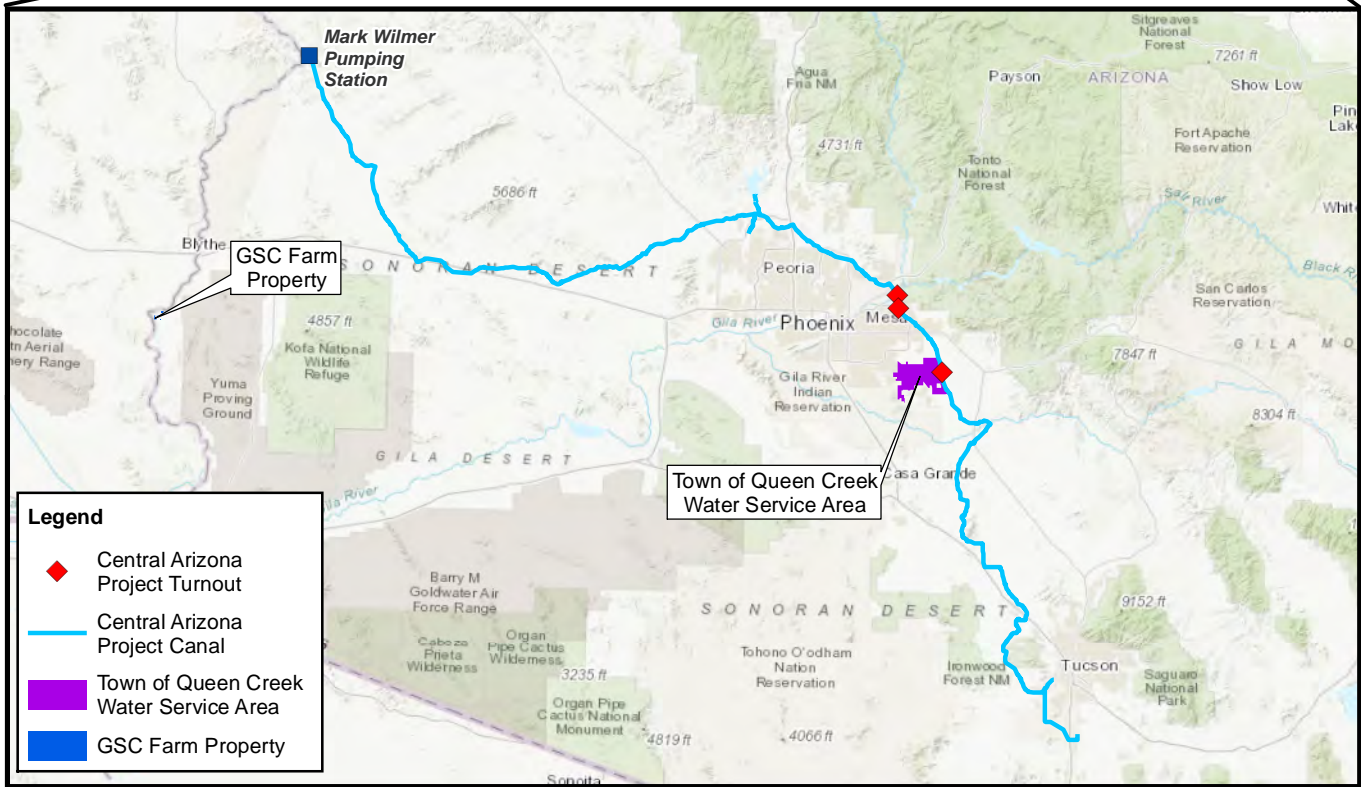 Mark Wilmer
Pumping
Station
Sitgreaves
National
Forest
7261 ft
Agua
Fria NM
Payson
ARIZONA
Show Low
Fort Apache
Reservation
4731 ft
Tonto
National
Forest
5686 ft
Salt River
Blythe
GSC Farm
Property
SONORAN DESERT
Peoria
San Carlos
Reservation
4857 ft
Kofa National
Wildlife
Refuge
Gila River
Phoenix
Mesa
7847 ft
Yuma
Proving
Ground
Gila River
Indian
Reservation
8304 ft
GILA DESERT
Town of Queen Creek
Water Service Area
Casa Grande
Legend
Central Arizona
Project Turnout
Central Arizona
Project Canal
Town of Queen Creek
Water Service Area
GSC Farm Property
Barry M
Goldwater Air
Force Range
SONORAN DESERT
9152 ft
Cabeza
Prieta
Wilderness
Organ
Pipe Cactus
Wilderness
3235 ft
Tohono O'odham
Nation
Reservation
Ironwood
Forest NM
Tucson
Saguaro
National
Park
Organ Pipe
Cactus National
Monument
4819 ft
4066 ft